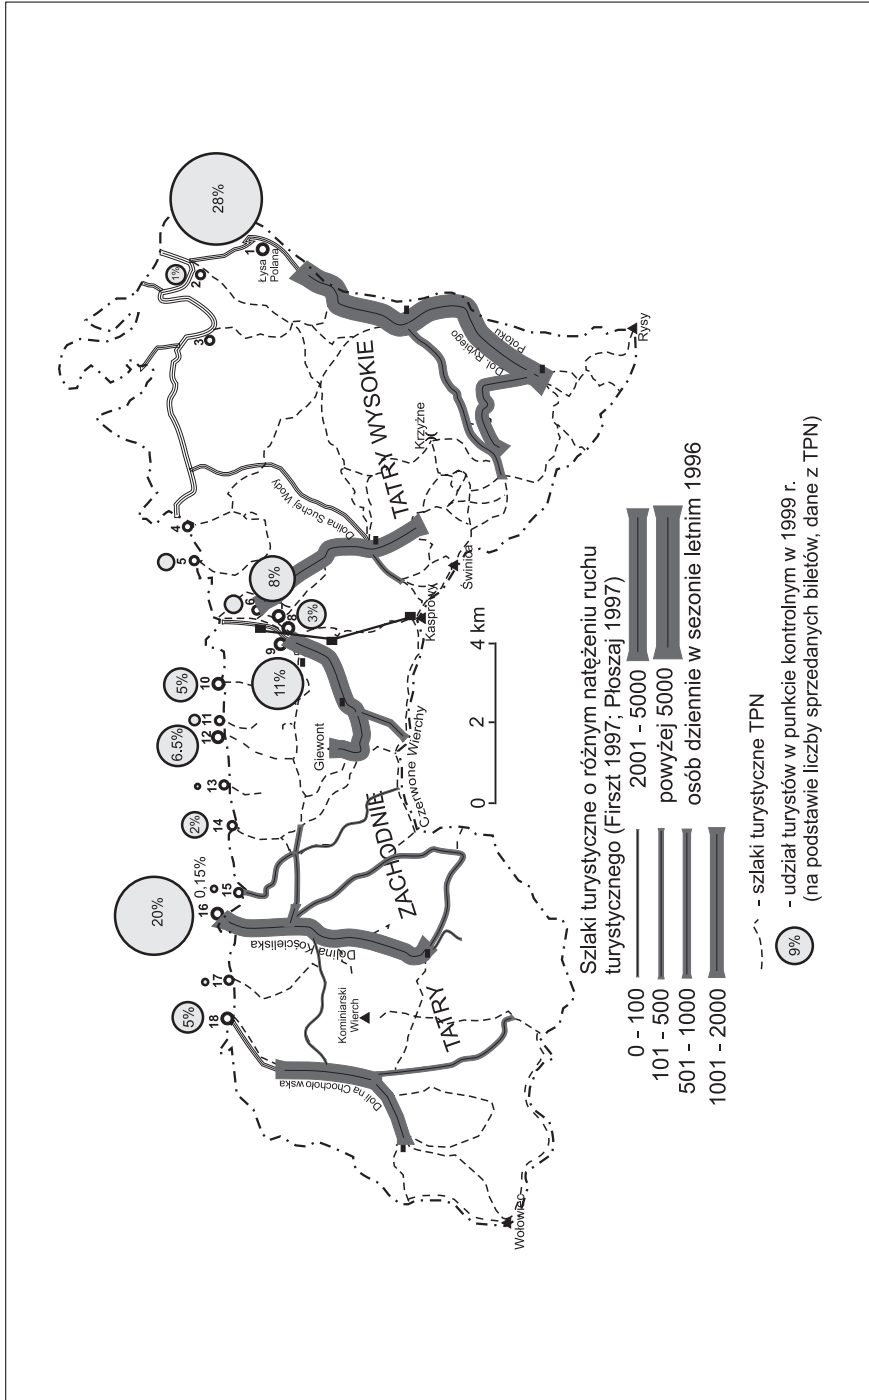 28%
1%
2
1
Łysa
Polana
3
4
5
6
8%
8
3%
9
11%
5%
10
11
12
6.5%
13
2%
14
0,15%
15
16
20%
17
5%
18
TATRY WYSOKIE
Dol. Rybiego
Potoku
Rysy
Krzyżne
Dolina Suchej Wody
Świnica
Kasprowy
Giewont
Czerwone Wierchy
TATRY
ZACHODNIE
Dolina Kościeliska
Kominiarski
Wierch
Dolina Chochołowska
Wołowiec
0
2
4 km
Szlaki turystyczne o różnym natężeniu ruchu
turystycznego (Firszt 1997; Płoszaj 1997)
0 - 100
101 - 500
501 - 1000
1001 - 2000
2001 - 5000
powyżej 5000
osób dziennie w sezonie letnim 1996
- szlaki turystyczne TPN
9%
- udział turystów w punkcie kontrolnym w 1999 r.
(na podstawie liczby sprzedanych biletów, dane z TPN)